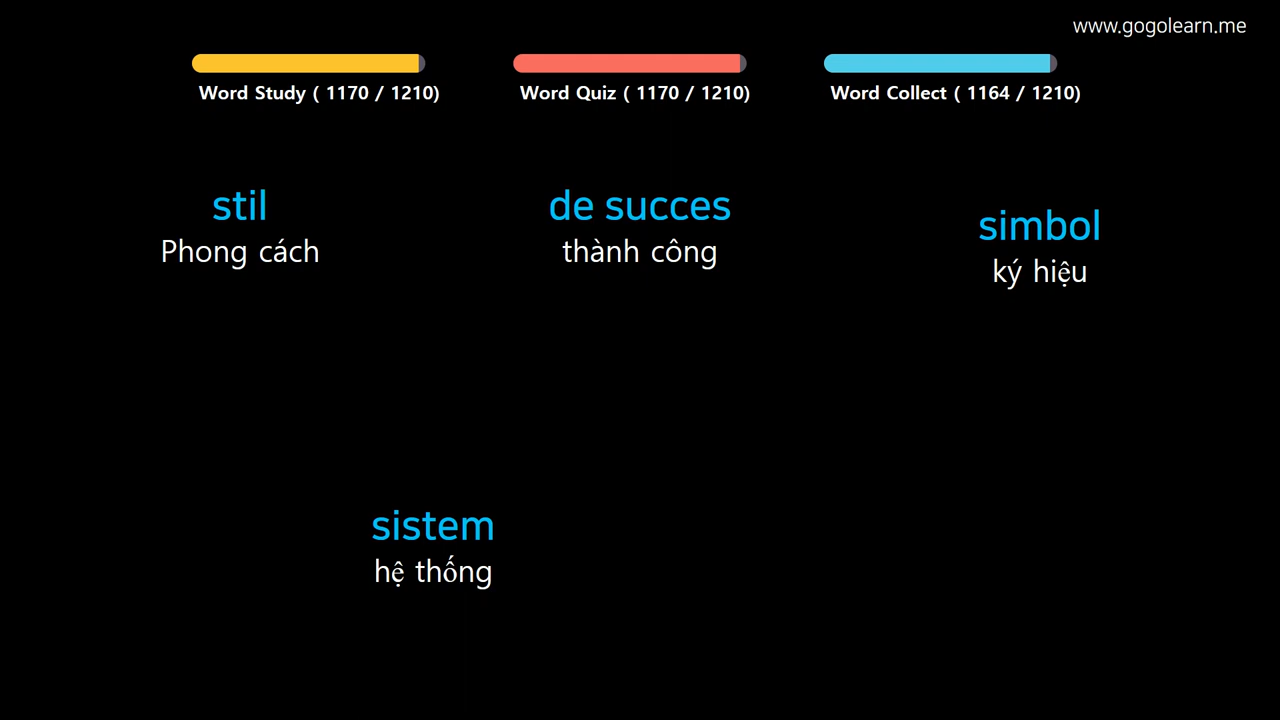 www.gogolearn.me
Word Study ( 1170 / 1210)
Word Quiz ( 1170 / 1210)
Word Collect ( 1164 / 1210)
stil
Phong cách
de succes
thành công
simbol
ký hiệu
sistem
hệ thống